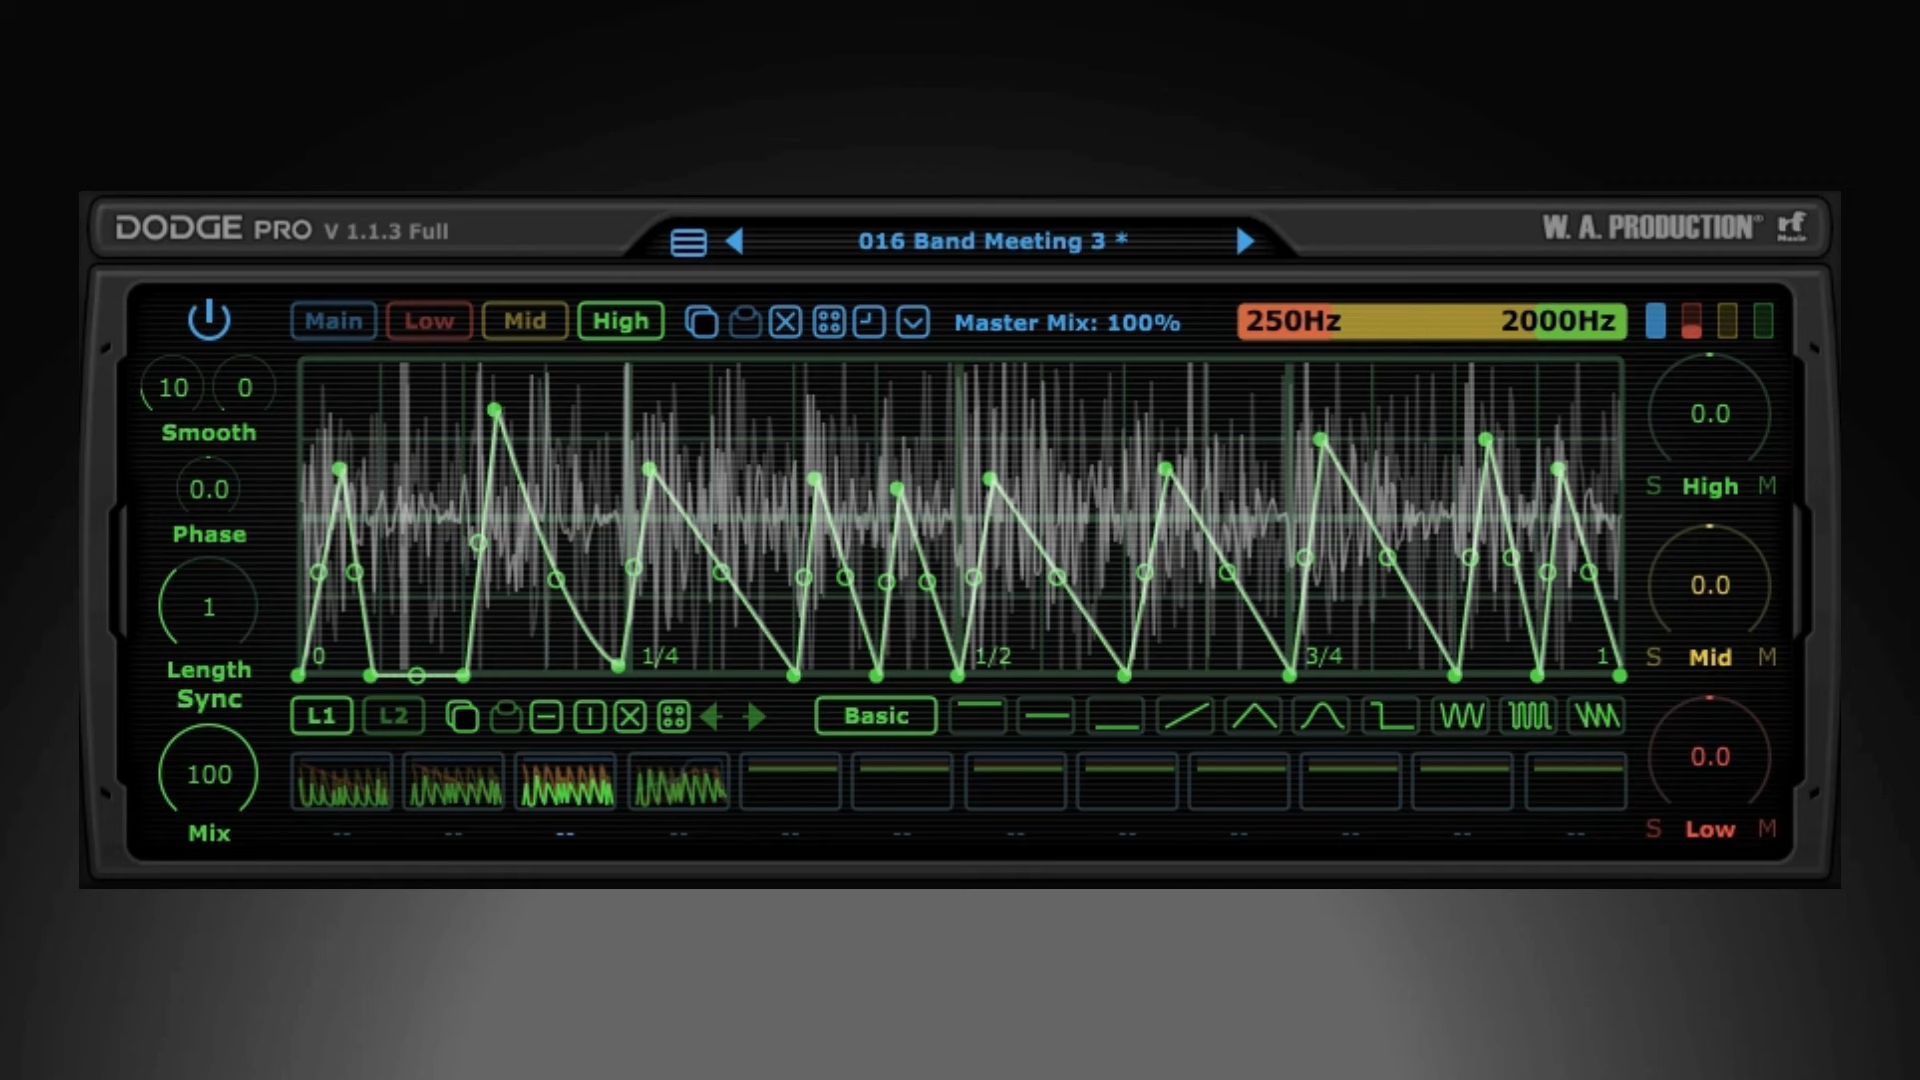 DODGE PRO V 1.1.3 Full
016 Band Meeting 3 *
W. A. PRODUCTION
rf Music
Main Low Mid High
Master Mix: 100%
250Hz 2000Hz
10 0
Smooth
0.0
Phase
1
Length
Sync
100
Mix
0 1/4 1/2 3/4 1
L1 L2
Basic
-- -- -- -- -- -- -- -- -- -- -- --
0.0
S High M
0.0
S Mid M
0.0
S Low M